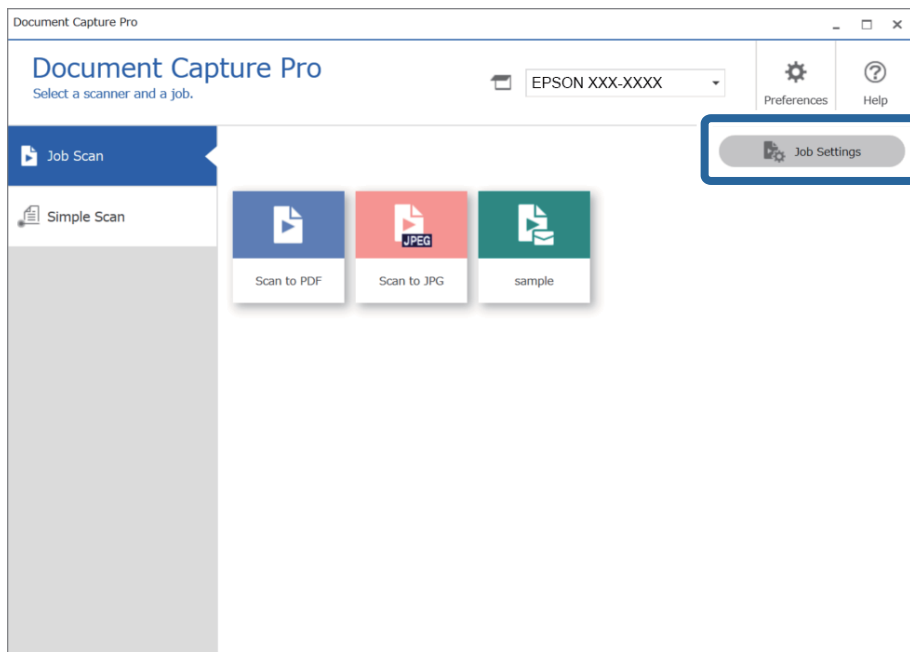 Document Capture Pro
Document Capture Pro
Select a scanner and a job.
EPSON XXX-XXXX
Preferences
Help
Job Scan
Job Settings
Simple Scan
JPEG
Scan to PDF
Scan to JPG
sample